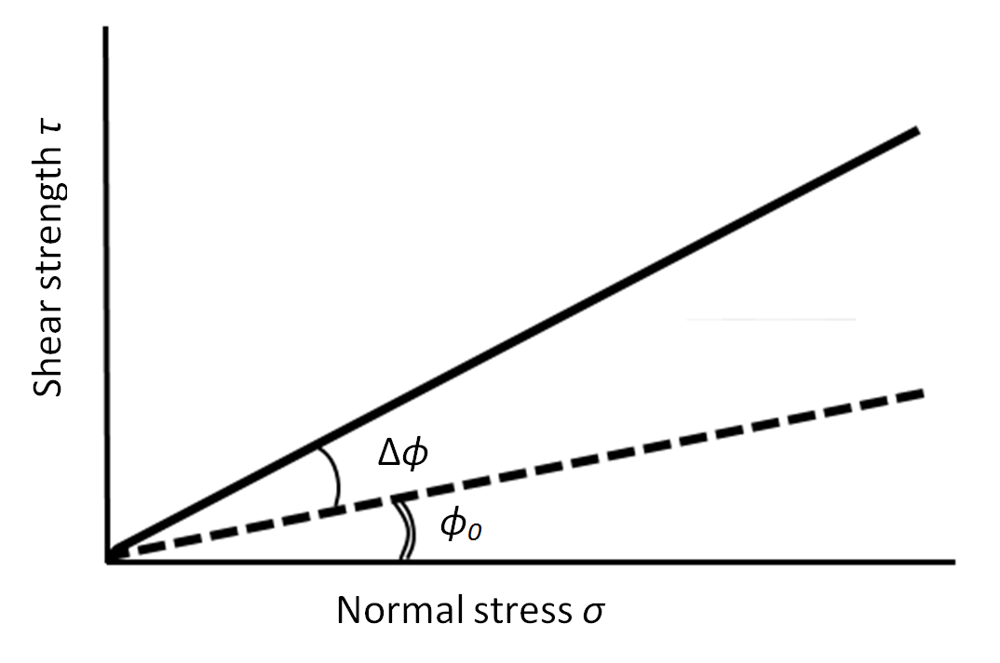 Shear strength τ
Δϕ
ϕ0
Normal stress σ